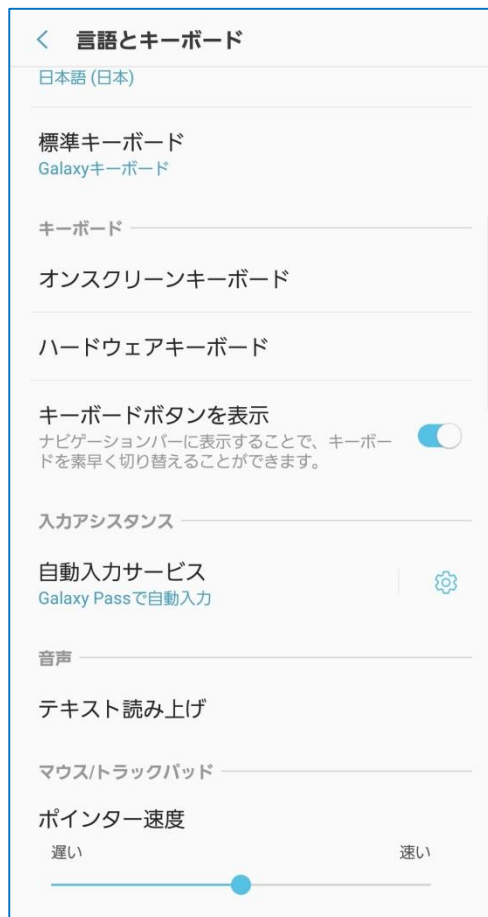 言語とキーボード
日本語 (日本)
標準キーボード
Galaxyキーボード
キーボード
オンスクリーンキーボード
ハードウェアキーボード
キーボードボタンを表示
ナビゲーションバーに表示することで、キーボー
ドを素早く切り替えることができます。
入力アシスタンス
自動入力サービス
Galaxy Passで自動入力
音声
テキスト読み上げ
マウス/トラックパッド
ポインター速度
遅い 速い